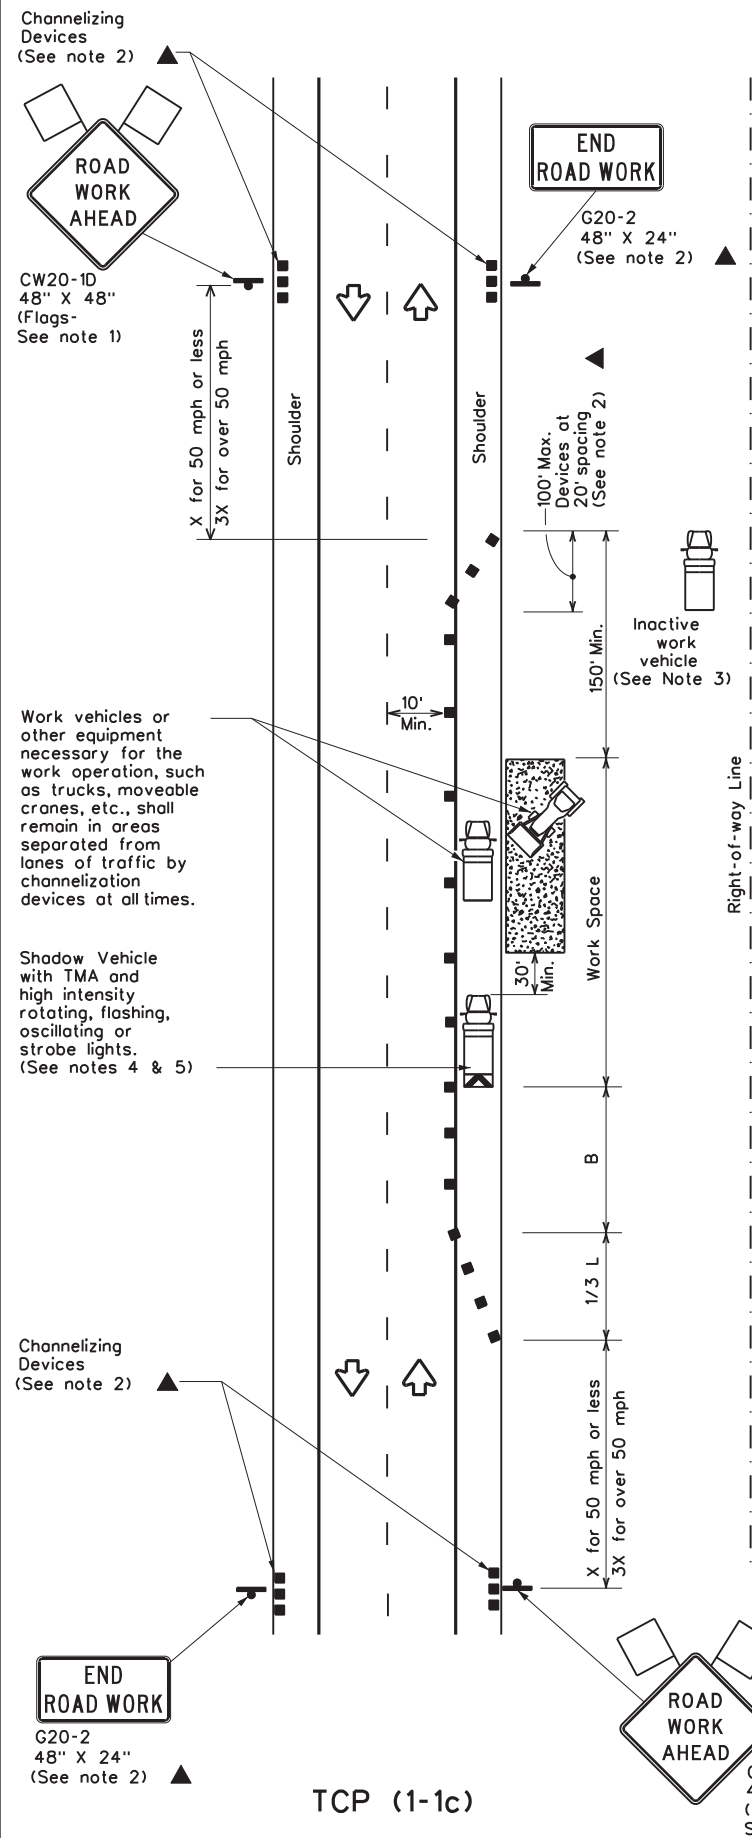 Channelizing
Devices
(See note 2)
ROAD
WORK
AHEAD
CW20-1D
48" X 48"
(Flags-
See note 1)
END
ROAD WORK
G20-2
48" X 24"
(See note 2)
X for 50 mph or less
3X for over 50 mph
Shoulder
Shoulder
100' Max.
Devices at
20' spacing
(See note 2)
150' Min.
Inactive
work
vehicle
(See Note 3)
10'
Min.
Work vehicles or
other equipment
necessary for the
work operation, such
as trucks, moveable
cranes, etc., shall
remain in areas
separated from
lanes of traffic by
channelization
devices at all times.
Right-of-way Line
Work Space
30'
Min.
Shadow Vehicle
with TMA and
high intensity
rotating, flashing,
oscillating or
strobe lights.
(See notes 4 & 5)
B
1/3 L
Channelizing
Devices
(See note 2)
X for 50 mph or less
3X for over 50 mph
END
ROAD WORK
G20-2
48" X 24"
(See note 2)
ROAD
WORK
AHEAD
TCP (1-1c)